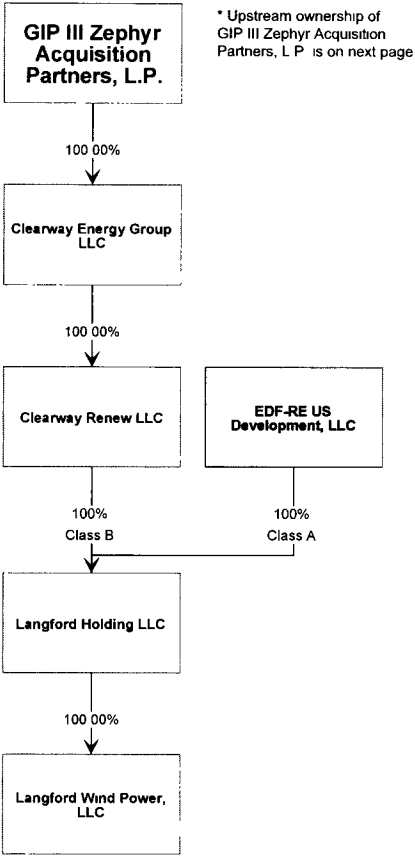 GIP III Zephyr
Acquisition
Partners, L.P.
* Upstream ownership of
GIP III Zephyr Acquisition
Partners, L P is on next page
100 00%
Clearway Energy Group
LLC
100 00%
Clearway Renew LLC
EDF-RE US
Development, LLC
100%
Class B
100%
Class A
Langford Holding LLC
100 00%
Langford Wind Power,
LLC